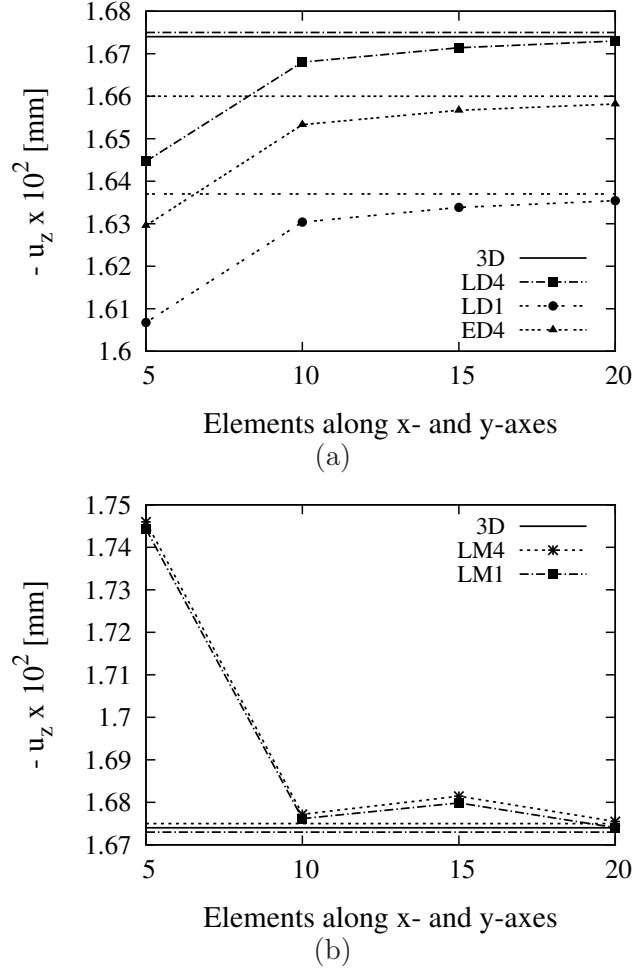 1.68
1.67
1.66
1.65
1.64
1.63
1.62
1.61
1.6
- u_z x 10^2 [mm]
3D
LD4
LD1
ED4
5 10 15 20
Elements along x- and y-axes
(a)
1.75
1.74
1.73
1.72
1.71
1.7
1.69
1.68
1.67
- u_z x 10^2 [mm]
3D
LM4
LM1
5 10 15 20
Elements along x- and y-axes
(b)